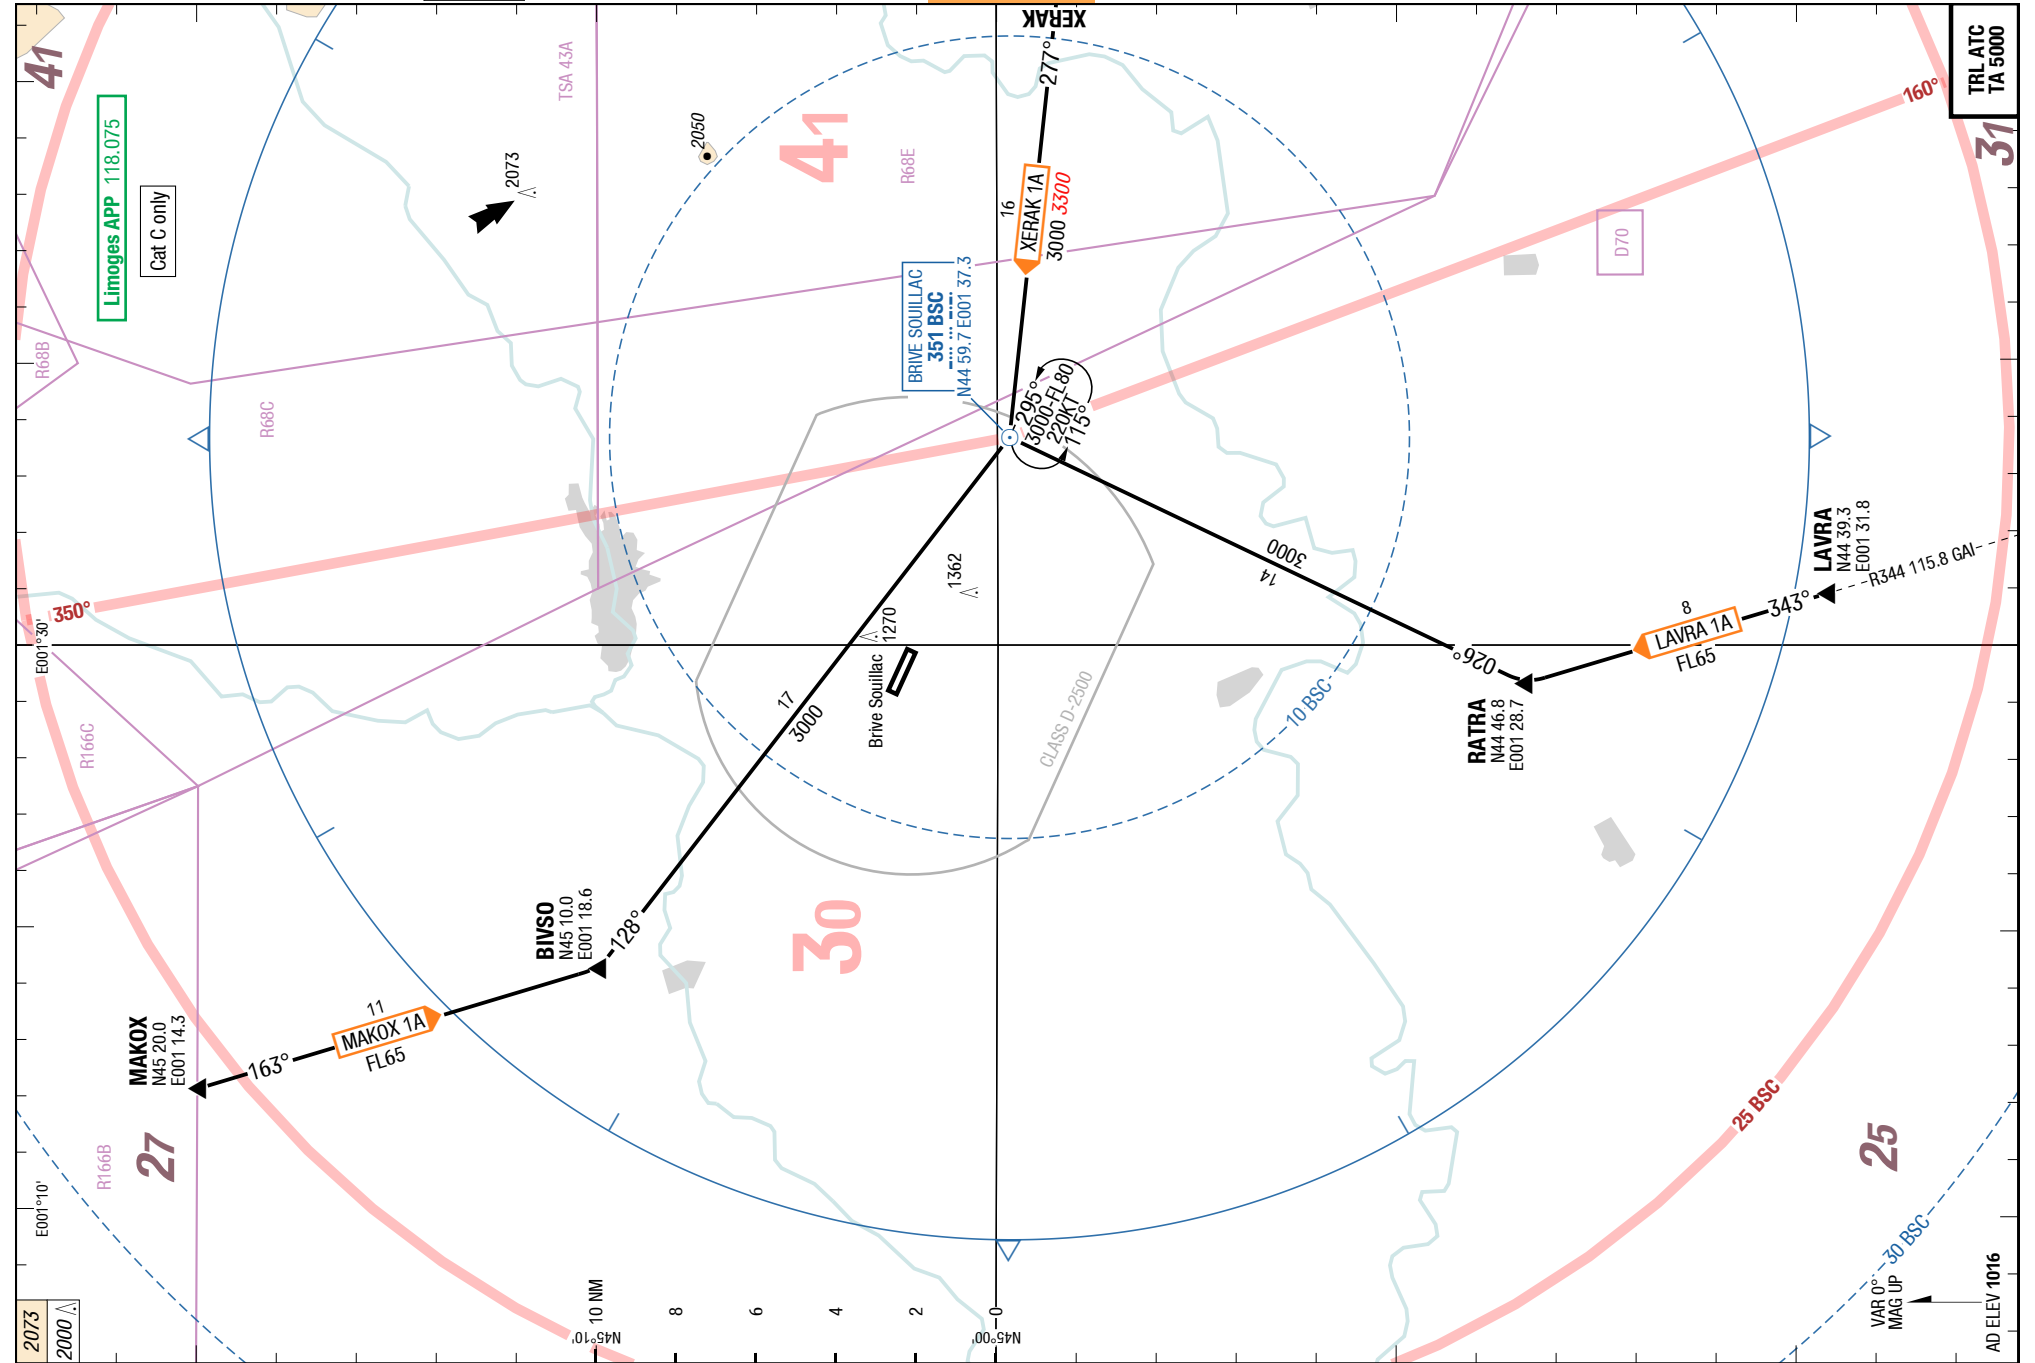 41
Limoges APP 118.075
Cat C only
TSA 43A
2073
2050
41
R68E
XERAK
277°
16
XERAK 1A
3000 3300
160°
TRL ATC
TA 5000
31
D70
R68B
R68C
BRIVE SOUILLAC
351 BSC
N44 59.7 E001 37.3
295°
3000-FL80
220KT
115°
350°
E001°30'
1362
1270
Brive Souillac
17
3000
3000
14
026°
CLASS D-2500
10 BSC
RATRA
N44 46.8
E001 28.7
8
LAVRA 1A
FL65
343°
LAVRA
N44 39.3
E001 31.8
R344 115.8 GAI
R166C
BIVSO
N45 10.0
E001 18.6
128°
30
MAKOX
N45 20.0
E001 14.3
163°
11
MAKOX 1A
FL65
27
R166B
E001°10'
25 BSC
25
30 BSC
VAR 0°
MAG UP
AD ELEV 1016
2073
2000
10 NM
8
6
4
2
0
N45°10'
N45°00'